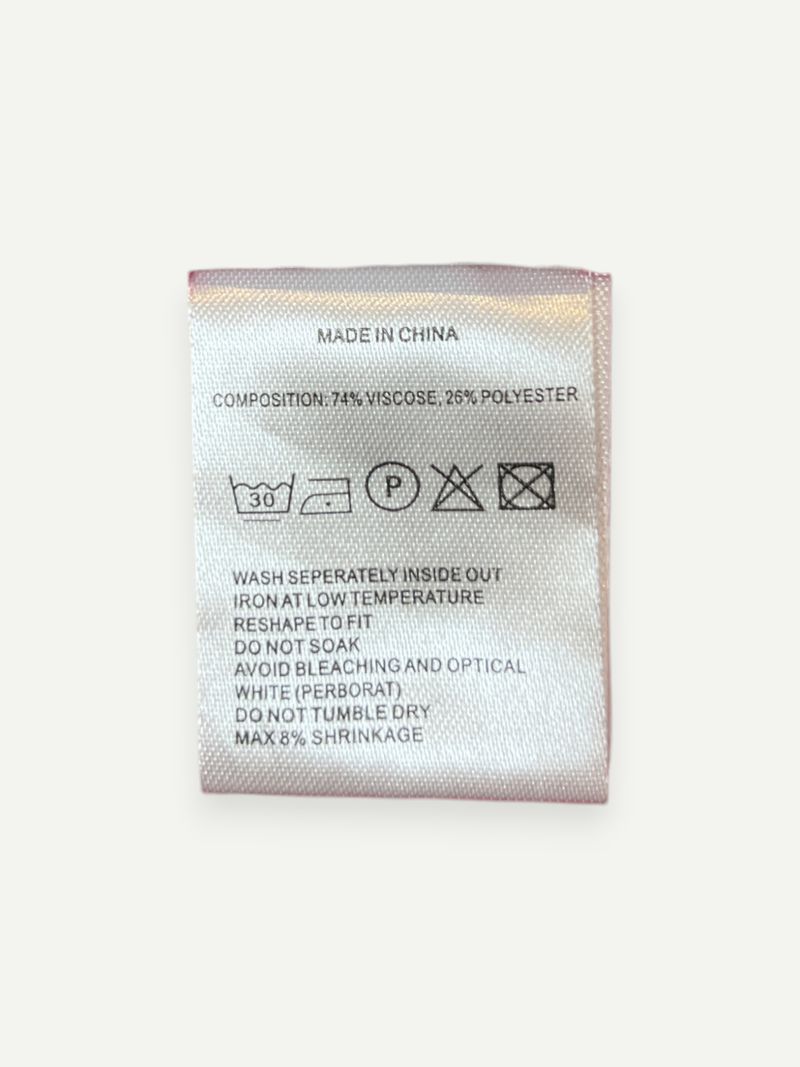 MADE IN CHINA
COMPOSITION: 74% VISCOSE, 26% POLYESTER
30 P
WASH SEPERATELY INSIDE OUT
IRON AT LOW TEMPERATURE
RESHAPE TO FIT
DO NOT SOAK
AVOID BLEACHING AND OPTICAL
WHITE (PERBORAT)
DO NOT TUMBLE DRY
MAX 8% SHRINKAGE